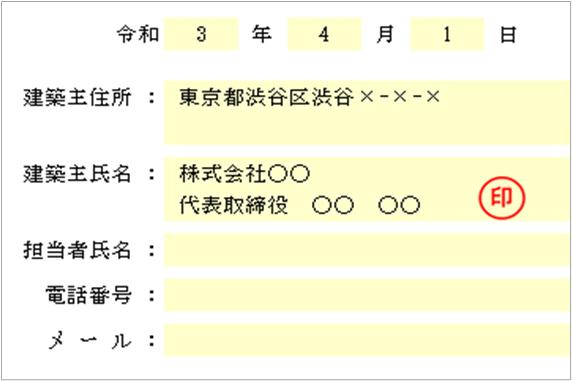 令和 3 年 4 月 1 日
建築主住所 : 東京都渋谷区渋谷×-×-×
建築主氏名 : 株式会社〇〇
代表取締役 〇〇 〇〇 印
担当者氏名 :
電話番号 :
メール :